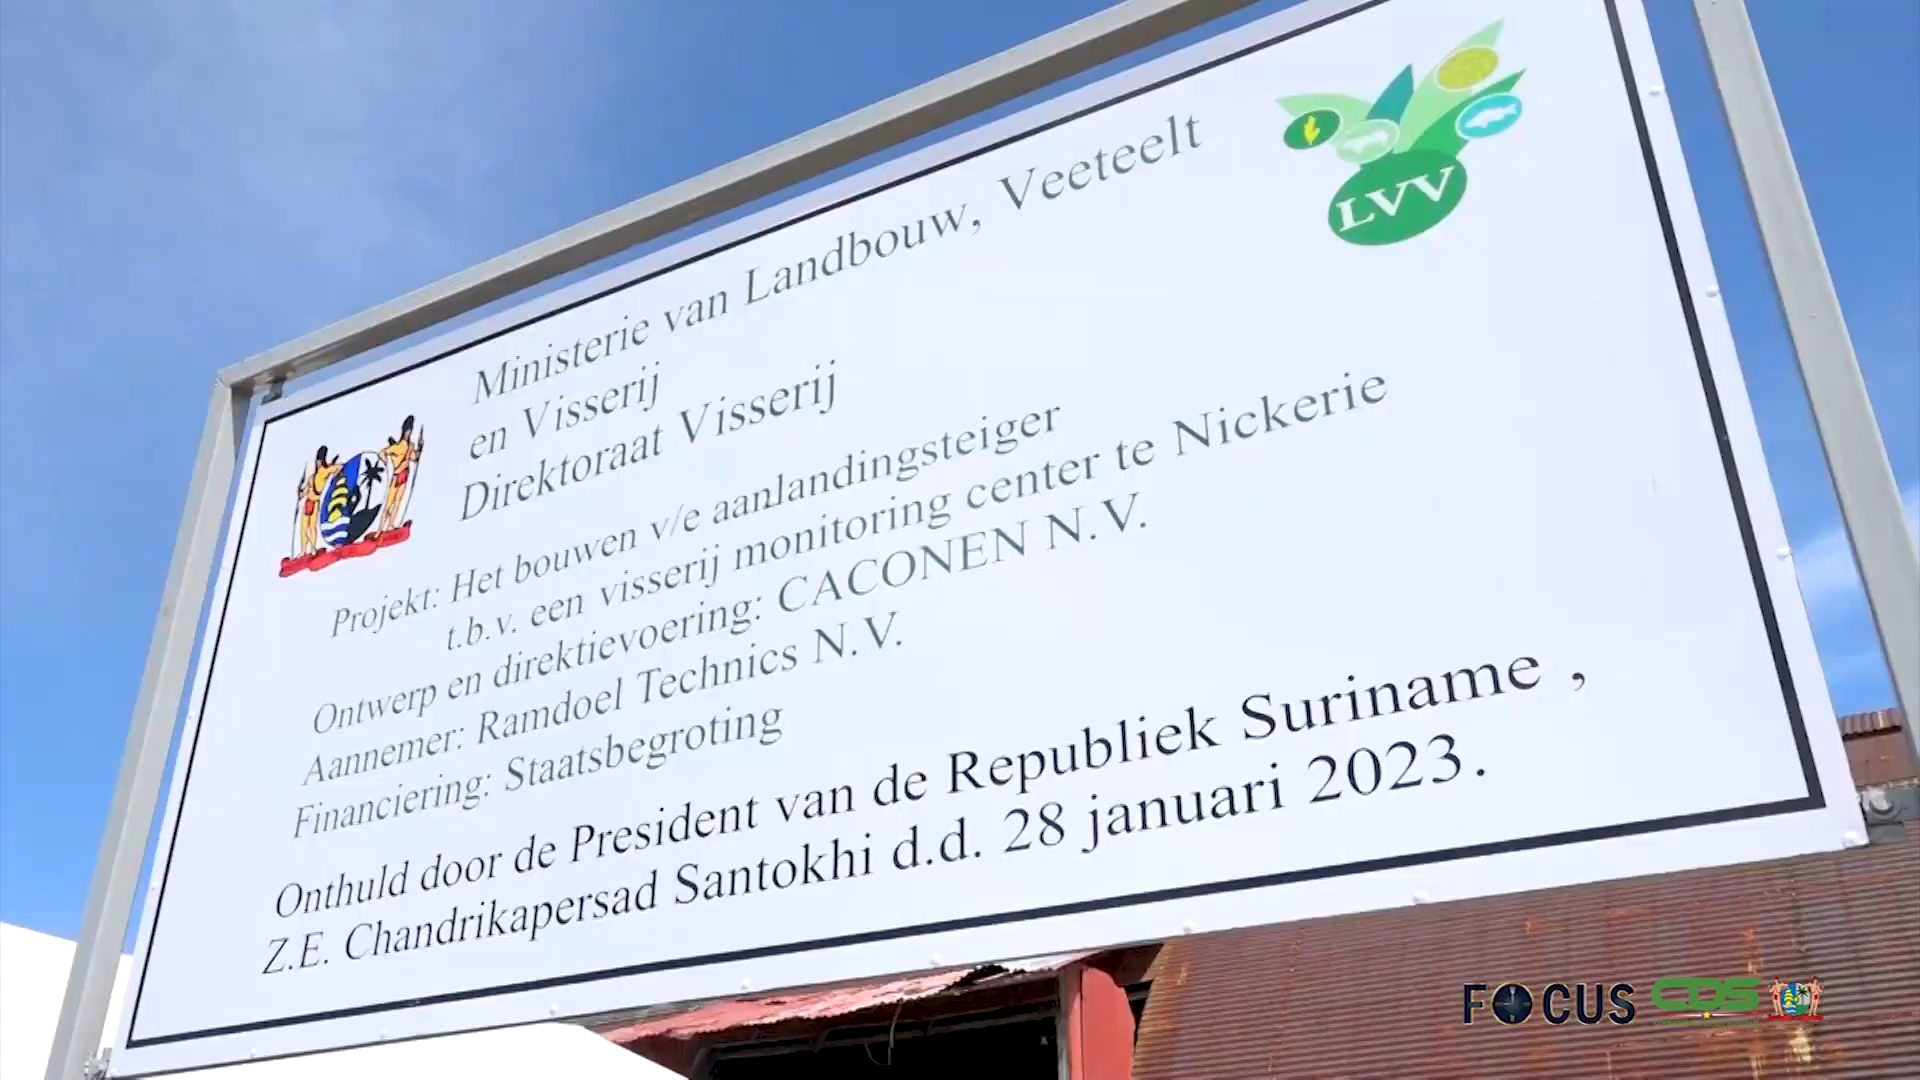 LVV
Ministerie van Landbouw, Veeteelt
en Visserij
Direktoraat Visserij
Projekt: Het bouwen v/e aanlandingsteiger
t.b.v. een visserij monitoring center te Nickerie
Ontwerp en direktievoering: CACONEN N.V.
Aannemer: Ramdoel Technics N.V.
Financiering: Staatsbegroting
Onthuld door de President van de Republiek Suriname ,
Z.E. Chandrikapersad Santokhi d.d. 28 januari 2023.
FOCUS CDS